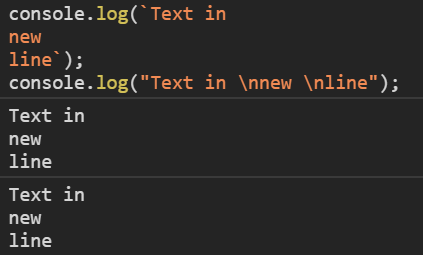 console.log(`Text in
new
line`);
console.log("Text in \nnew \nline");
Text in
new
line
Text in
new
line